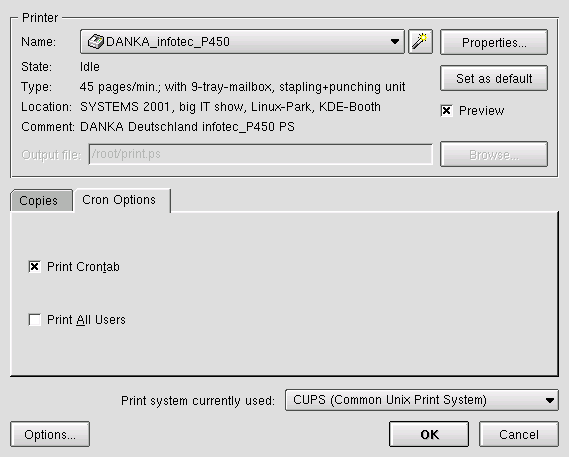 Printer
Name: DANKA_infotec_P450 Properties...
State: Idle
Set as default
Type: 45 pages/min.; with 9-tray-mailbox, stapling+punching unit
Location: SYSTEMS 2001, big IT show, Linux-Park, KDE-Booth
Preview
Comment: DANKA Deutschland infotec_P450 PS
Output file: /root/print.ps Browse...
Copies Cron Options
Print Crontab
Print All Users
Print system currently used: CUPS (Common Unix Print System)
Options... OK Cancel